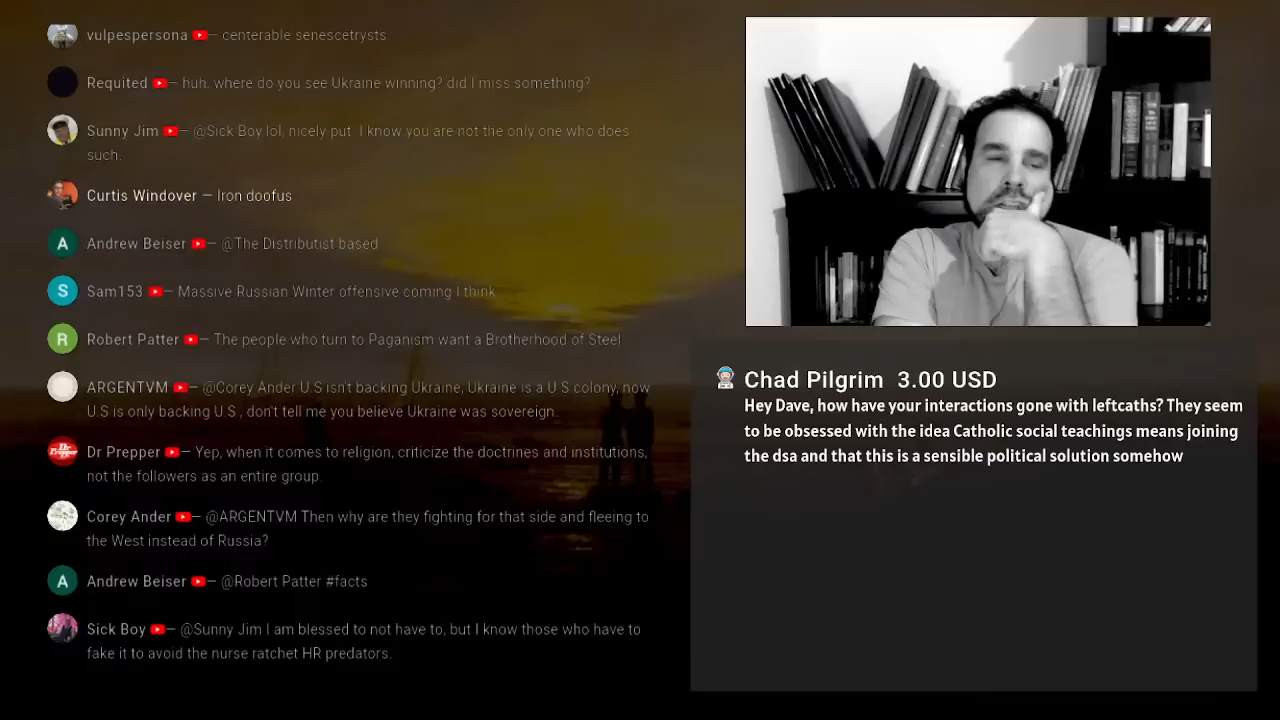 vulpespersona — centerable senescetrysts
Requited — huh. where do you see Ukraine winning? did I miss something?
Sunny Jim — @Sick Boy lol, nicely put I know you are not the only one who does
such.
Curtis Windover — Iron doofus
A Andrew Beiser — @The Distributist based
S Sam153 — Massive Russian Winter offensive coming I think
R Robert Patter — The people who turn to Paganism want a Brotherhood of Steel
ARGENTVM — @Corey Ander U.S isn't backing Ukraine, Ukraine is a U S colony, now
U.S is only backing U.S , don't tell me you believe Ukraine was sovereign.
Dr Prepper — Yep, when it comes to religion, criticize the doctrines and institutions,
not the followers as an entire group.
Corey Ander — @ARGENTVM Then why are they fighting for that side and fleeing to
the West instead of Russia?
A Andrew Beiser — @Robert Patter #facts
Sick Boy — @Sunny Jim I am blessed to not have to, but I know those who have to
fake it to avoid the nurse ratchet HR predators.
Chad Pilgrim 3.00 USD
Hey Dave, how have your interactions gone with leftcaths? They seem
to be obsessed with the idea Catholic social teachings means joining
the dsa and that this is a sensible political solution somehow